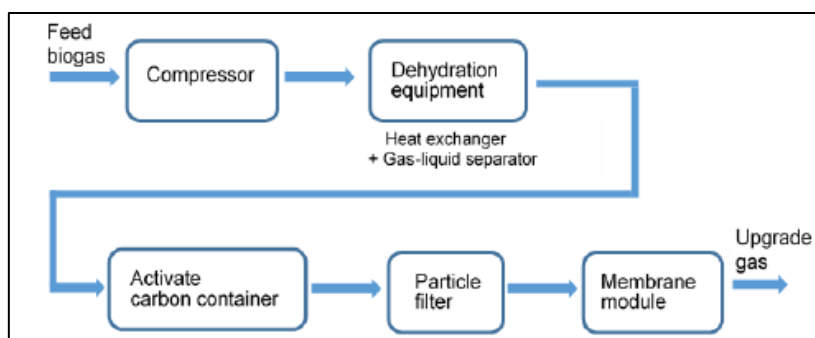 Feed
biogas
Compressor
Dehydration
equipment
Heat exchanger
+ Gas-liquid separator
Activate
carbon container
Particle
filter
Membrane
module
Upgrade
gas